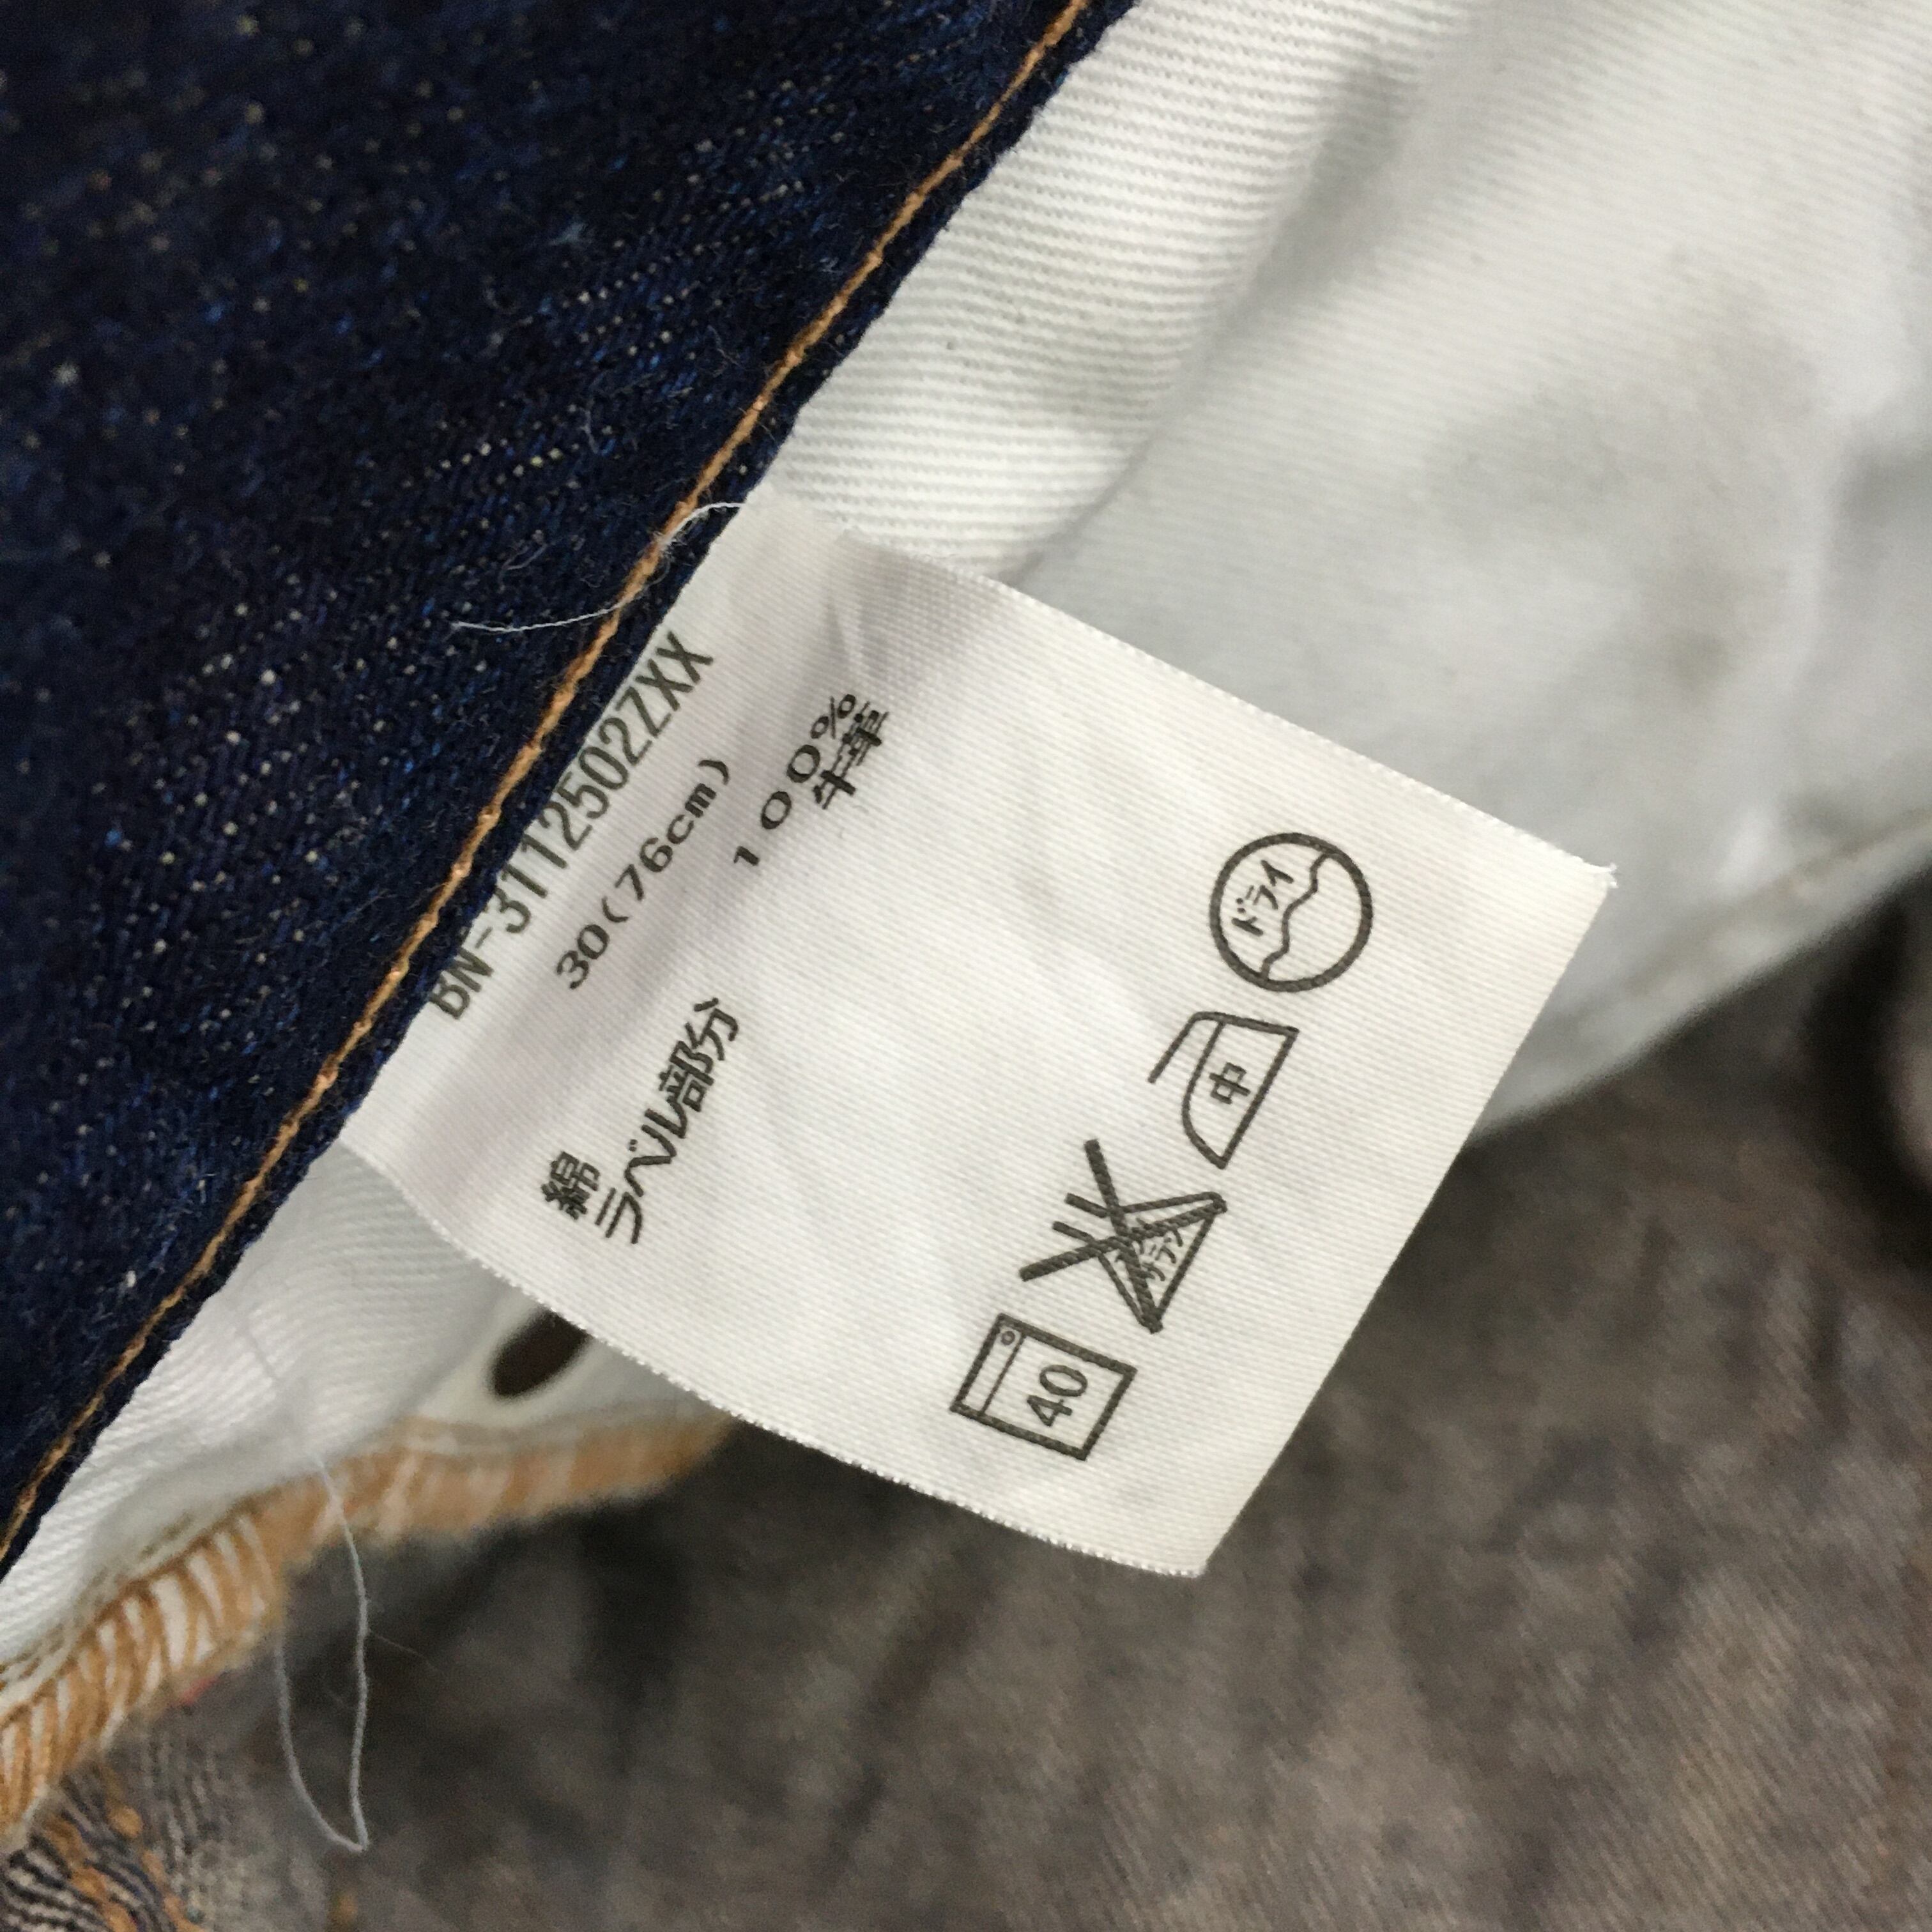 BN-3112502ZXX
30(76cm)
綿 100%
ラベル部分 牛革
40
中
ドライ